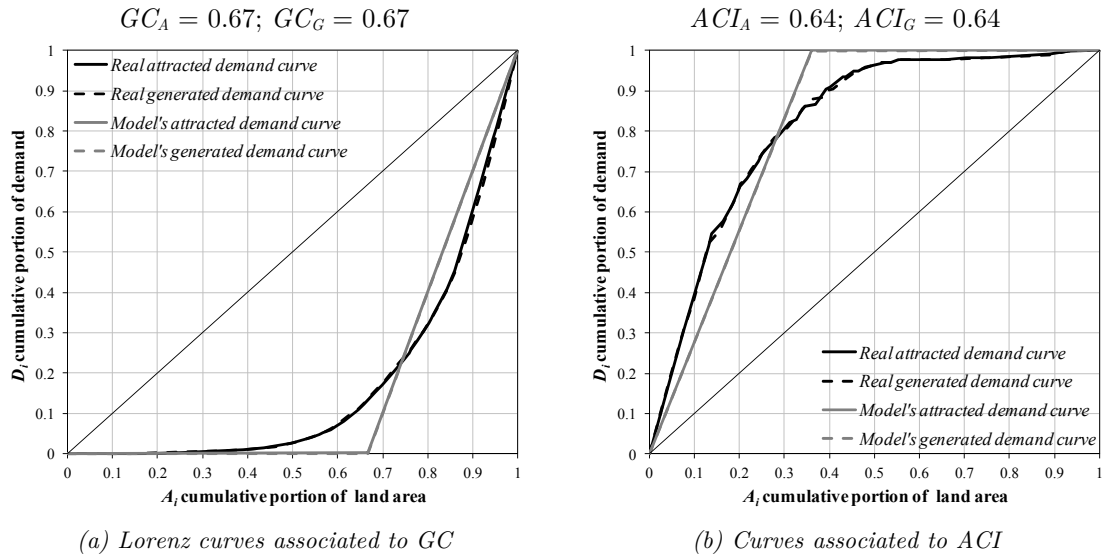 GC_A = 0.67; GC_G = 0.67
1
0.9
0.8
0.7
0.6
0.5
0.4
0.3
0.2
0.1
0
D_i cumulative portion of demand
Real attracted demand curve
Real generated demand curve
Model's attracted demand curve
Model's generated demand curve
0 0.1 0.2 0.3 0.4 0.5 0.6 0.7 0.8 0.9 1
A_i cumulative portion of land area
(a) Lorenz curves associated to GC
ACI_A = 0.64; ACI_G = 0.64
1
0.9
0.8
0.7
0.6
0.5
0.4
0.3
0.2
0.1
0
D_i cumulative portion of demand
Real attracted demand curve
Real generated demand curve
Model's attracted demand curve
Model's generated demand curve
0 0.1 0.2 0.3 0.4 0.5 0.6 0.7 0.8 0.9 1
A_i cumulative portion of land area
(b) Curves associated to ACI